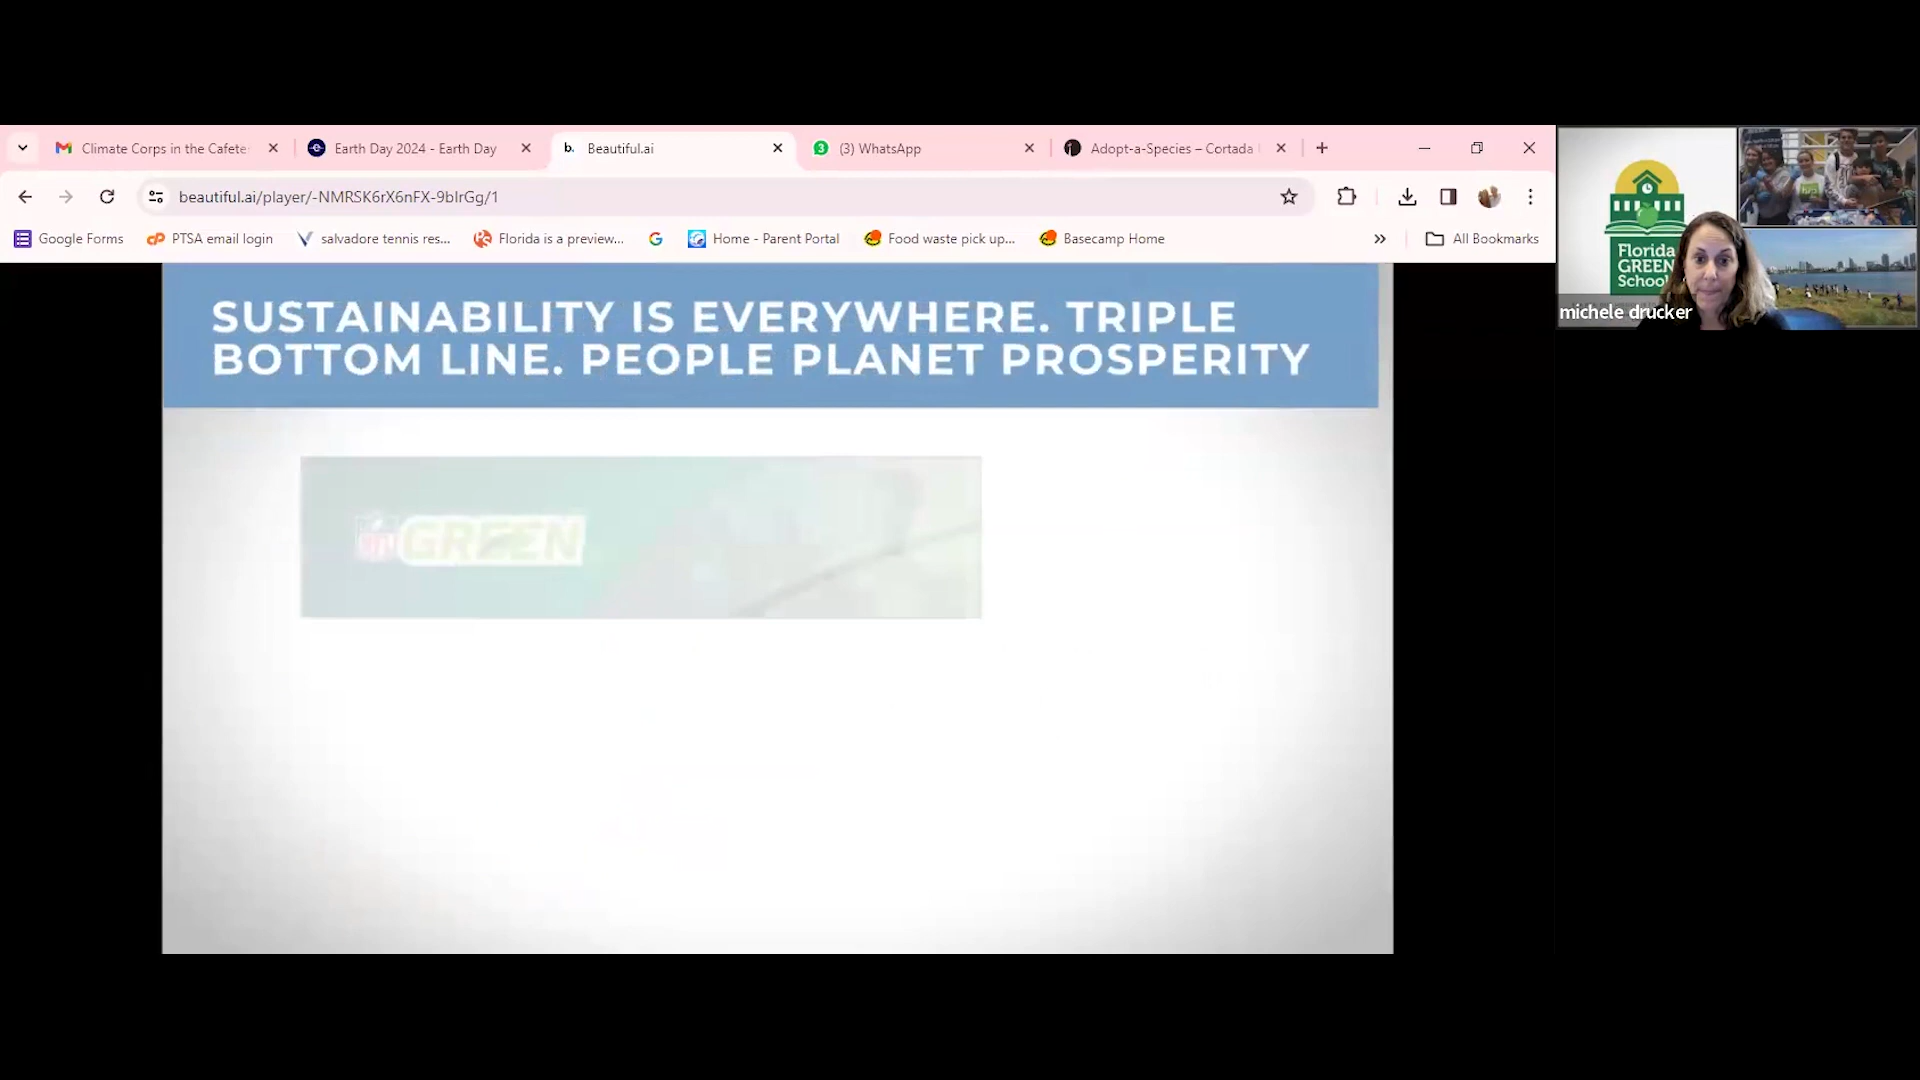 Climate Corps in the Cafete
Earth Day 2024 - Earth Day
b. Beautiful.ai
3 (3) WhatsApp
Adopt-a-Species – Cortada
beautiful.ai/player/-NMRSK6rX6nFX-9bIrGg/1
Google Forms
PTSA email login
salvadore tennis res...
Florida is a preview...
Home - Parent Portal
Food waste pick up...
Basecamp Home
All Bookmarks
SUSTAINABILITY IS EVERYWHERE. TRIPLE
BOTTOM LINE. PEOPLE PLANET PROSPERITY
NFL GREEN
Florida
GREEN
School
michele drucker